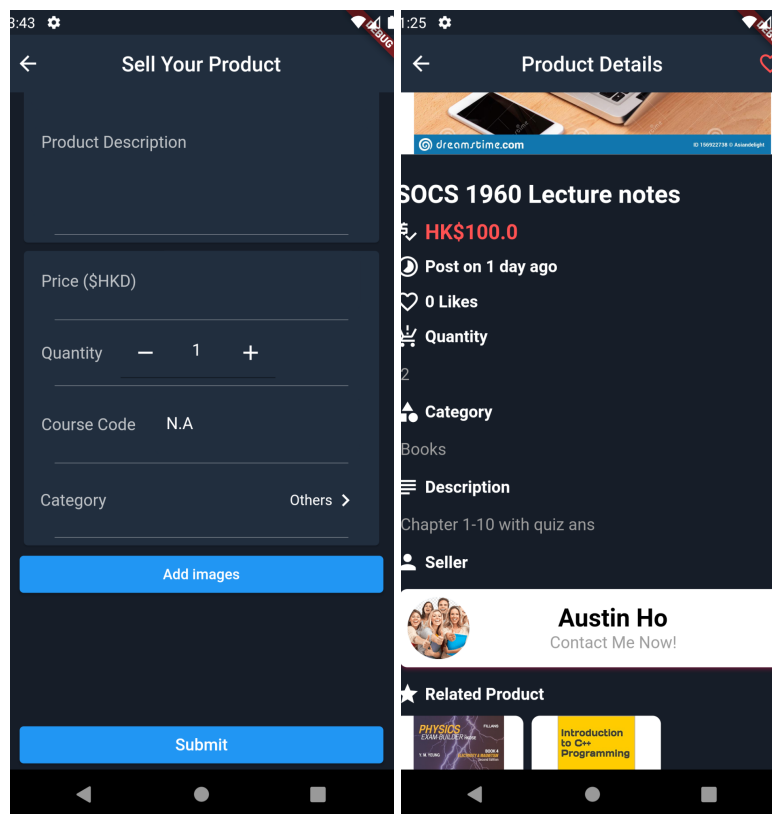 3:43
DEBUG
Sell Your Product
Product Description
Price ($HKD)
Quantity
1
Course Code
N.A
Category
Others
Add images
Submit
1:25
Product Details
dreamstime.com
ID 156922738 © Asiandelight
SOCS 1960 Lecture notes
HK$100.0
Post on 1 day ago
0 Likes
Quantity
2
Category
Books
Description
Chapter 1-10 with quiz ans
Seller
Austin Ho
Contact Me Now!
Related Product
PHYSICS
EXAM-BUILDER
BOOK 4
Introduction
to C++
Programming